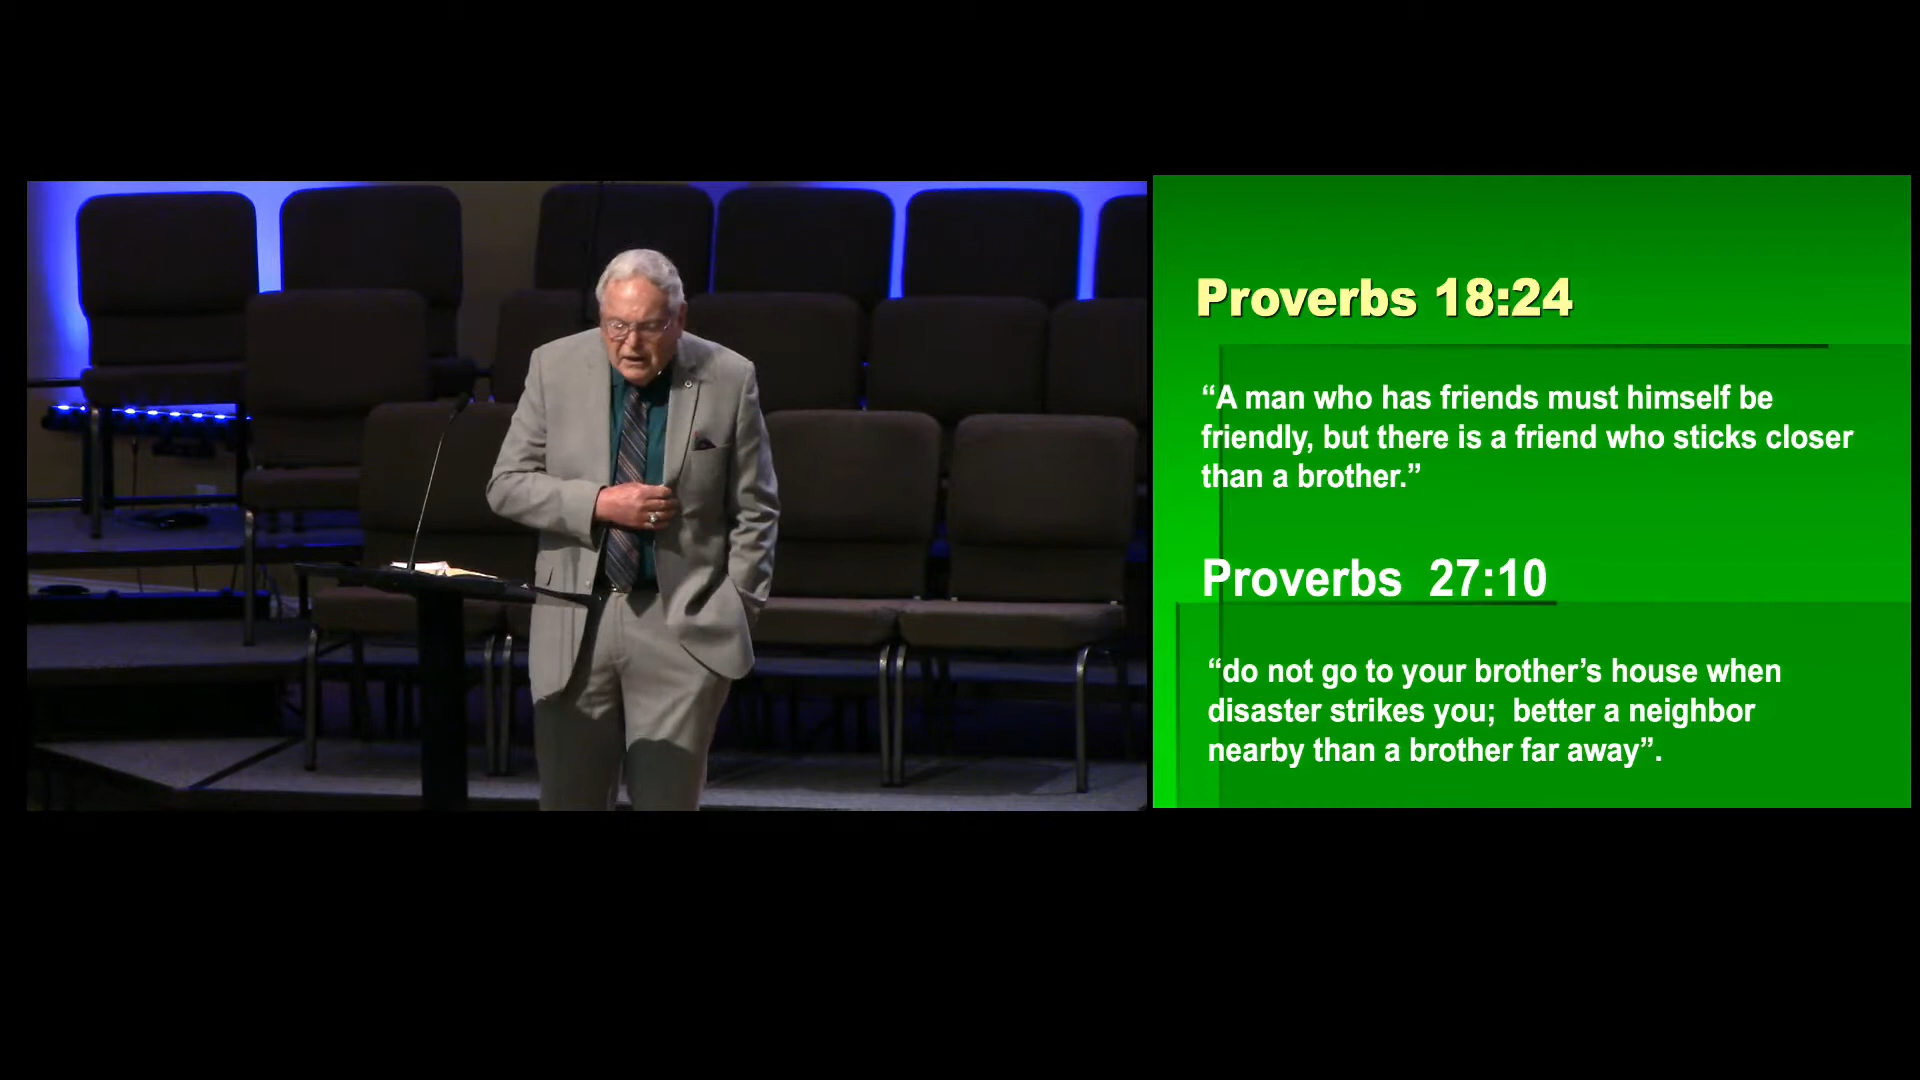 Proverbs 18:24
“A man who has friends must himself be
friendly, but there is a friend who sticks closer
than a brother.”
Proverbs  27:10
“do not go to your brother’s house when
disaster strikes you;  better a neighbor
nearby than a brother far away”.